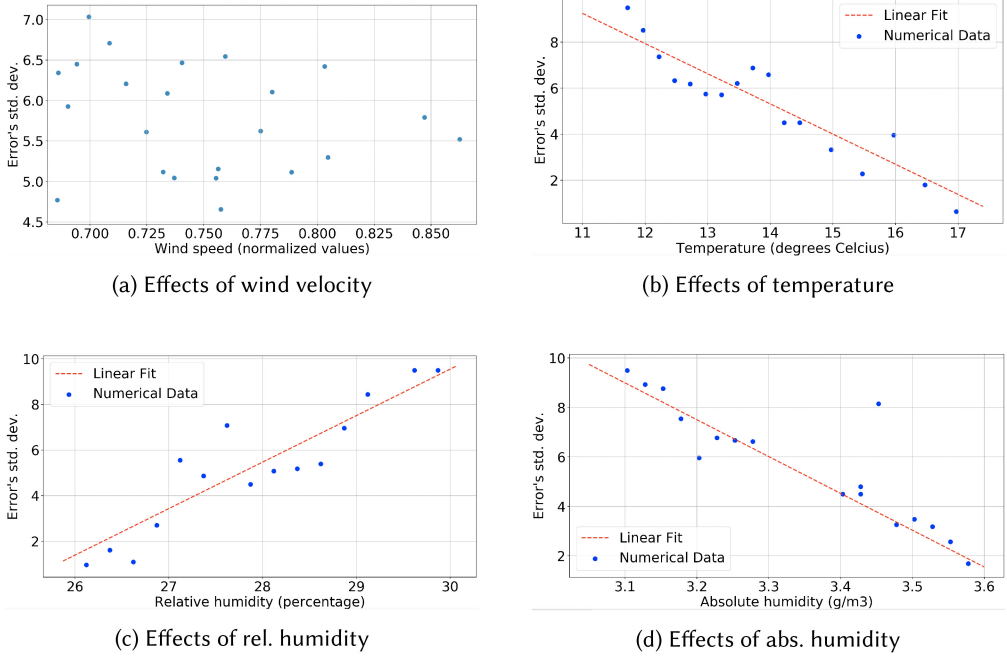 7.0
6.5
6.0
5.5
5.0
4.5
Error's std. dev.
0.700 0.725 0.750 0.775 0.800 0.825 0.850
Wind speed (normalized values)
(a) Effects of wind velocity
8
6
4
2
Error's std. dev.
Linear Fit
Numerical Data
11 12 13 14 15 16 17
Temperature (degrees Celcius)
(b) Effects of temperature
10
8
6
4
2
Error's std. dev.
Linear Fit
Numerical Data
26 27 28 29 30
Relative humidity (percentage)
(c) Effects of rel. humidity
10
8
6
4
2
Error's std. dev.
Linear Fit
Numerical Data
3.1 3.2 3.3 3.4 3.5 3.6
Absolute humidity (g/m3)
(d) Effects of abs. humidity